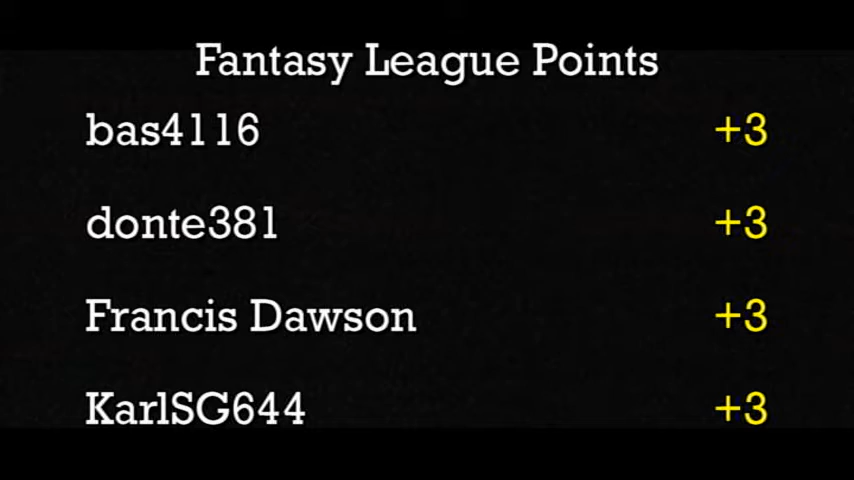 Fantasy League Points
bas4116 +3
donte381 +3
Francis Dawson +3
KarlSG644 +3